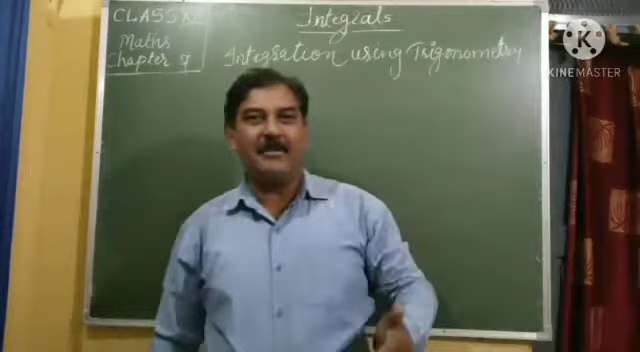 CLASS XII
Maths
Chapter 7
Integrals
Integration using Trigonometry
KINEMASTER